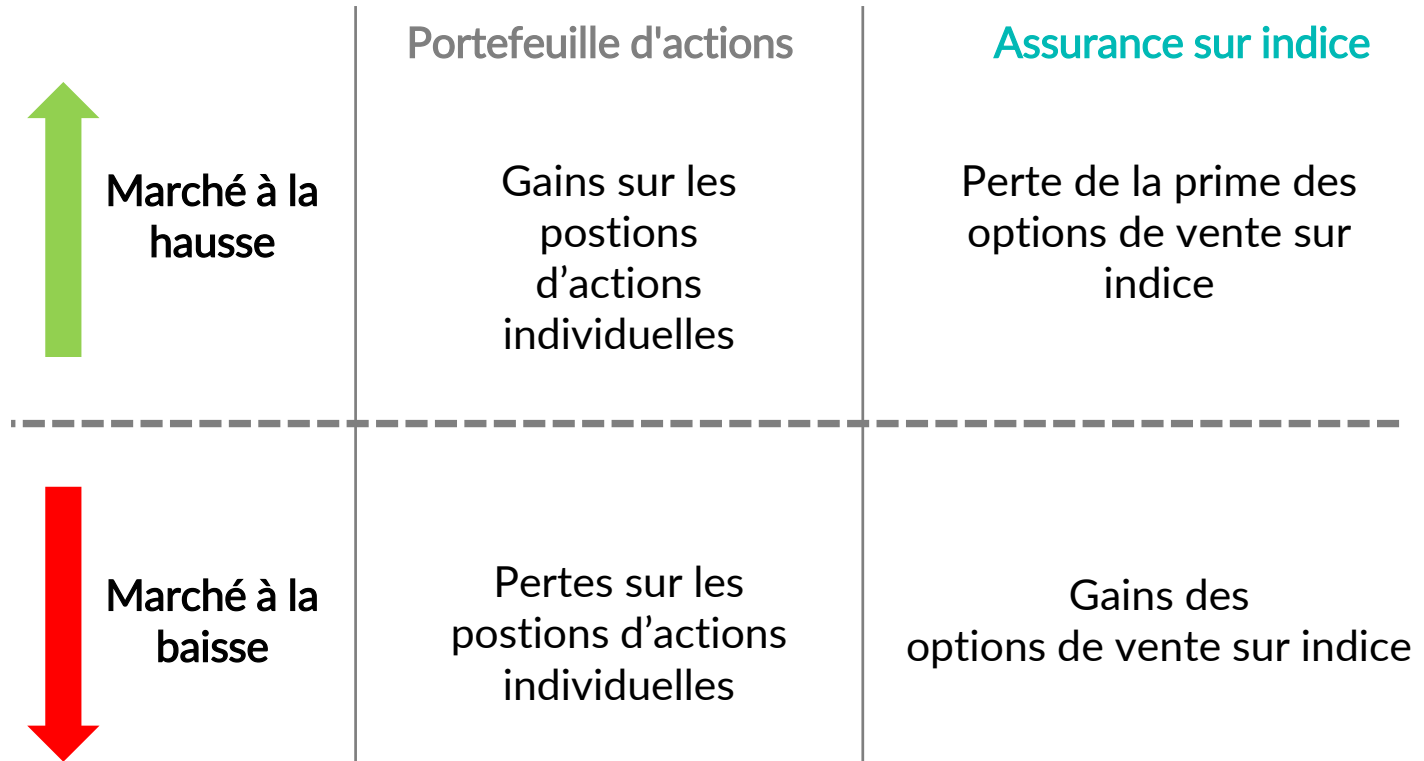 Portefeuille d'actions
Assurance sur indice
Marché à la
hausse
Gains sur les
postions
d’actions
individuelles
Perte de la prime des
options de vente sur
indice
Marché à la
baisse
Pertes sur les
postions d’actions
individuelles
Gains des
options de vente sur indice